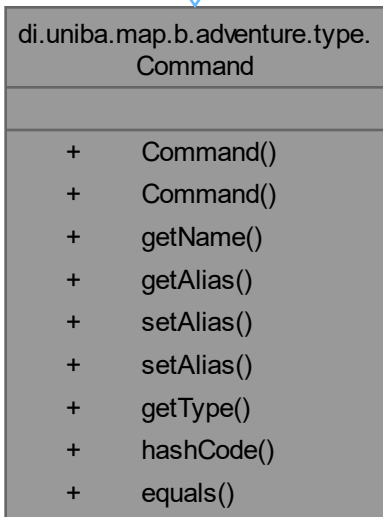 di.uniba.map.b.adventure.type.
Command
+ Command()
+ Command()
+ getName()
+ getAlias()
+ setAlias()
+ setAlias()
+ getType()
+ hashCode()
+ equals()